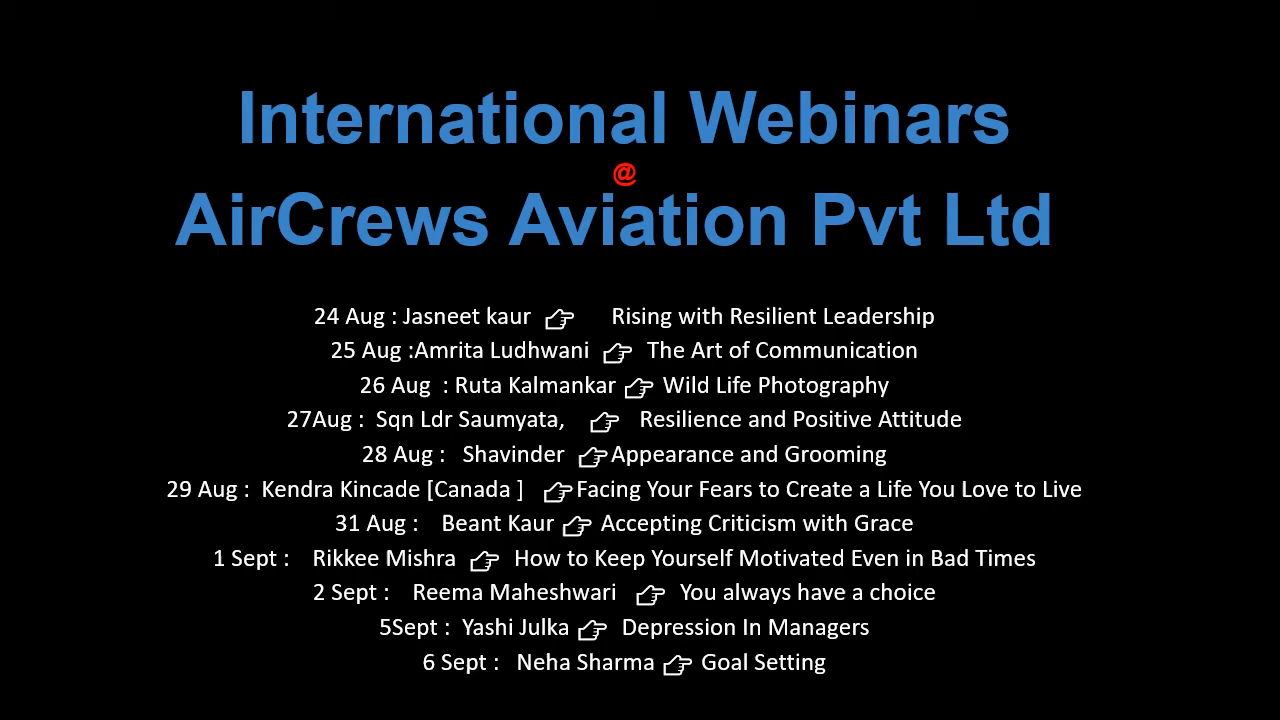 International Webinars
@
AirCrews Aviation Pvt Ltd
24 Aug : Jasneet kaur 👉 Rising with Resilient Leadership
25 Aug :Amrita Ludhwani 👉 The Art of Communication
26 Aug : Ruta Kalmankar 👉 Wild Life Photography
27Aug : Sqn Ldr Saumyata, 👉 Resilience and Positive Attitude
28 Aug : Shavinder 👉Appearance and Grooming
29 Aug : Kendra Kincade [Canada ] 👉Facing Your Fears to Create a Life You Love to Live
31 Aug : Beant Kaur 👉 Accepting Criticism with Grace
1 Sept : Rikkee Mishra 👉 How to Keep Yourself Motivated Even in Bad Times
2 Sept : Reema Maheshwari 👉 You always have a choice
5Sept : Yashi Julka 👉 Depression In Managers
6 Sept : Neha Sharma 👉 Goal Setting